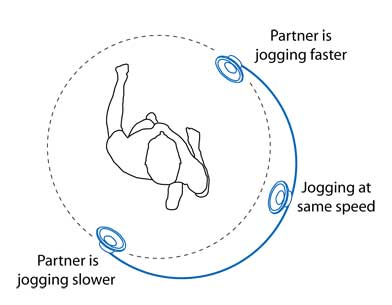 Partner is
jogging faster
Jogging at
same speed
Partner is
jogging slower